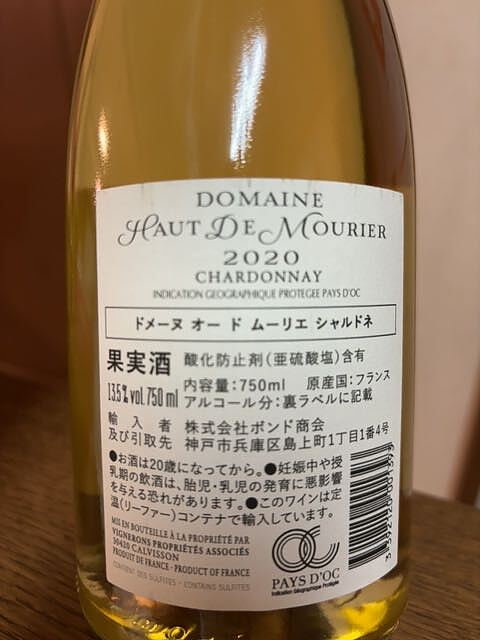 DOMAINE
HAUT DE MOURIER
2020
CHARDONNAY
INDICATION GEOGRAPHIQUE PROTEGEE PAYS D'OC
ドメーヌ オー ド ムーリエ シャルドネ
果実酒 酸化防止剤(亜硫酸塩)含有
内容量:750ml 原産国:フランス
13.5% vol. 750 ml アルコール分:裏ラベルに記載
輸入者 株式会社ボンド商会
及び引取先 神戸市兵庫区島上町1丁目1番4号
●お酒は20歳になってから。●妊娠中や授
乳期の飲酒は、胎児・乳児の発育に悪影響
を与える恐れがあります。●このワインは定
温(リーファー)コンテナで輸入しています。
MIS EN BOUTEILLE À LA PROPRIÉTÉ PAR
VIGNERONS PROPRIÉTÉS ASSOCIÉS
30420 CALVISSON
PRODUIT DE FRANCE - PRODUCT OF FRANCE
CONTIENT DES SULFITES - CONTAINS SULFITES
PAYS D'OC
Indication Géographique Protégée